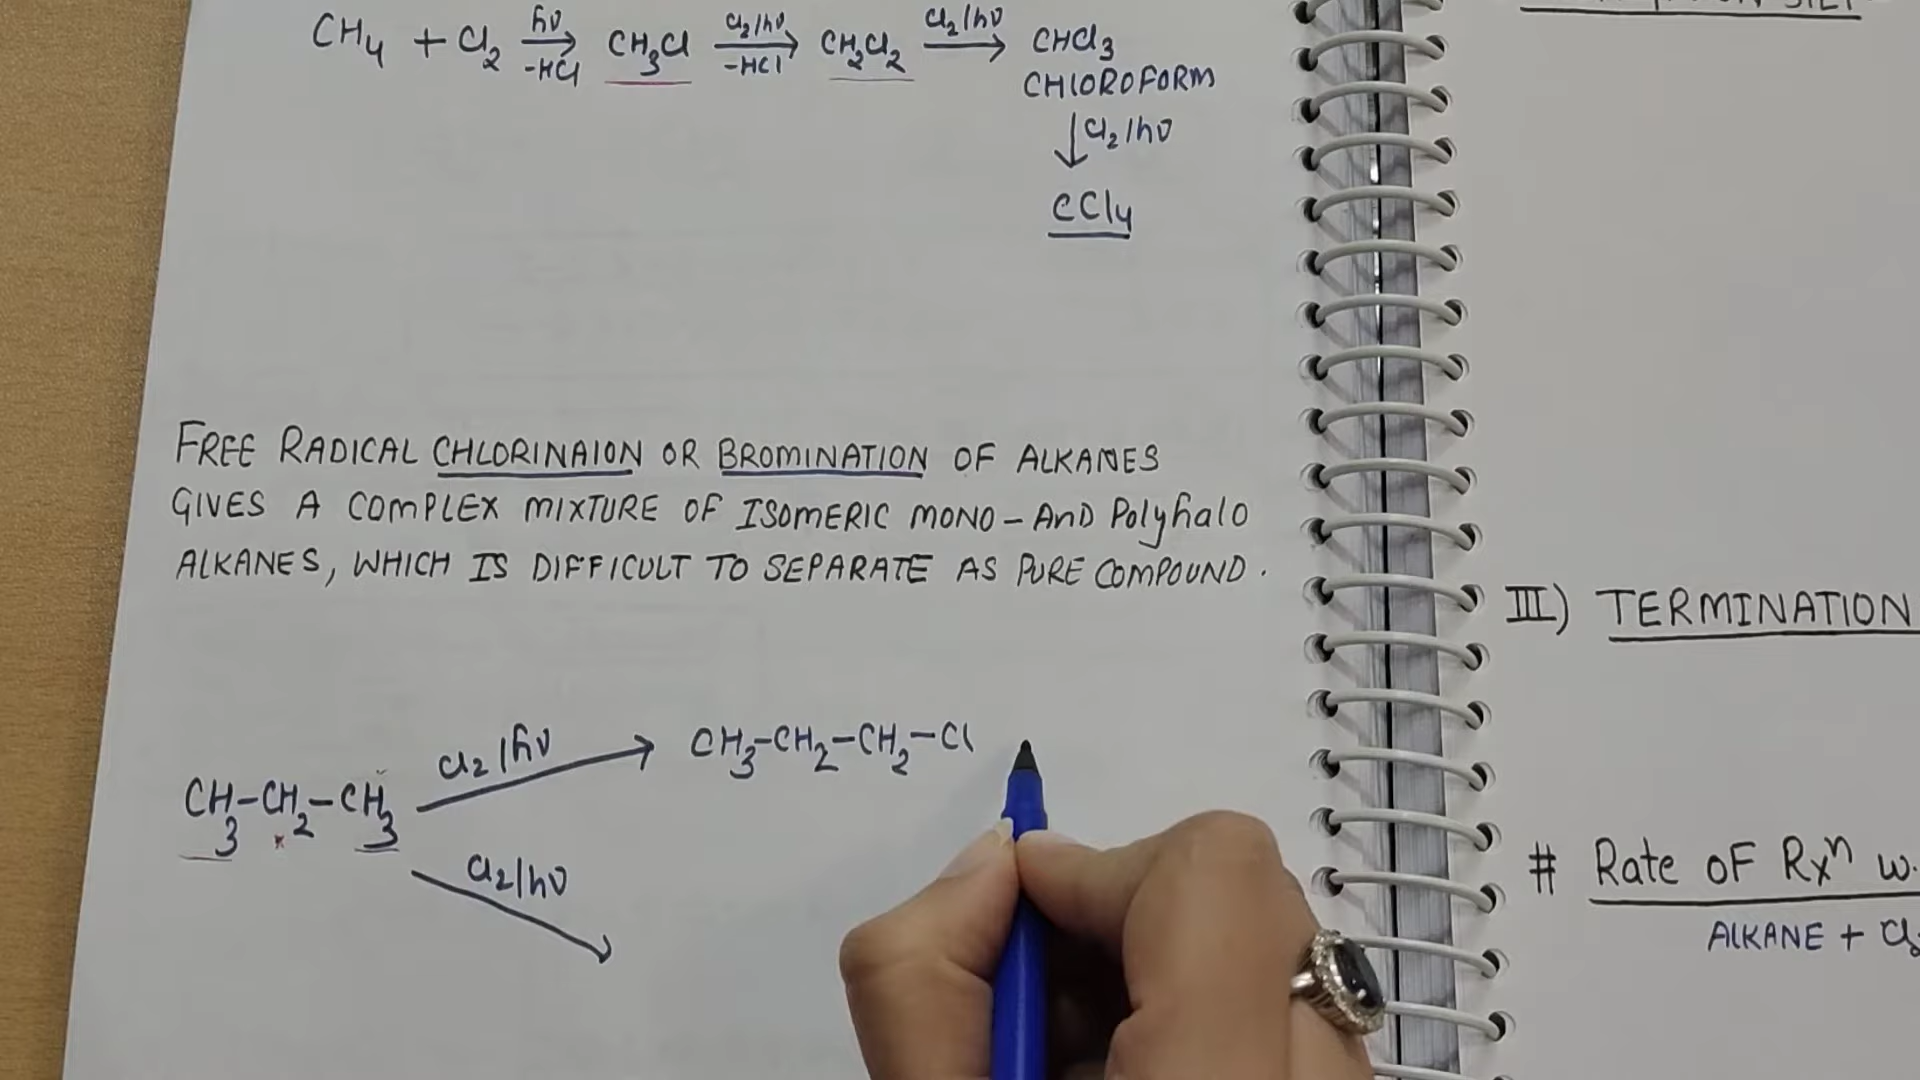 CH4 + Cl2 hν → -HCl CH3Cl Cl2/hν → -HCl CH2Cl2 Cl2/hν → CHCl3
CHlOROFORM
↓ Cl2/hν
CCl4
FREE RADICAL CHLORINAION OR BROMINATION OF ALKANES
GIVES A COMPLEX MIXTURE OF ISOMERIC MONO- AND Polyhalo
ALKANES, WHICH IS DIFFICULT TO SEPARATE AS PURE COMPOUND.
Cl2/hν → CH3-CH2-CH2-Cl
CH3-CH2-CH3
Cl2/hν
III) TERMINATION
# Rate OF Rxn w.
AlKANE + Cl2